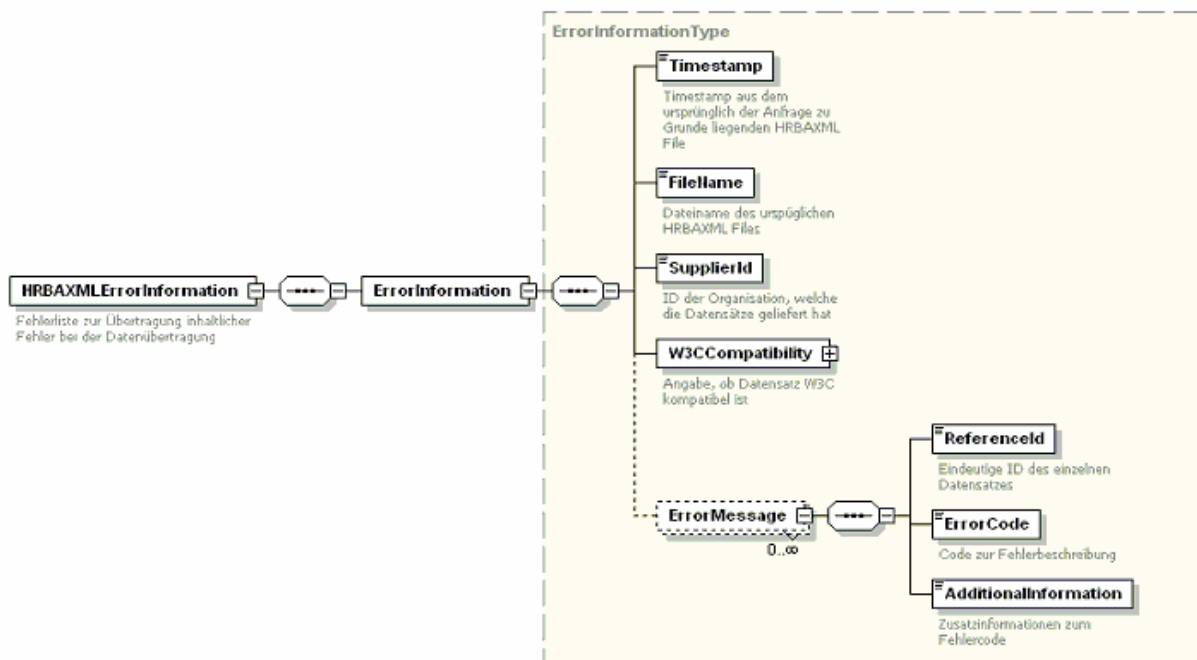 ErrorInformationType
Timestamp
Timestamp aus dem
ursprünglich der Anfrage zu
Grunde liegenden HRBAXML
File
FileName
Dateiname des urspüglichen
HRBAXML Files
SupplierId
ID der Organisation, welche
die Datensätze geliefert hat
HRBAXMLErrorInformation
Fehlerliste zur Übertragung inhaltlicher
Fehler bei der Datenübertragung
ErrorInformation
W3CCompatibility
Angabe, ob Datensatz W3C
kompatibel ist
ErrorMessage
0..∞
ReferenceId
Eindeutige ID des einzelnen
Datensatzes
ErrorCode
Code zur Fehlerbeschreibung
AdditionalInformation
Zusatzinformationen zum
Fehlercode